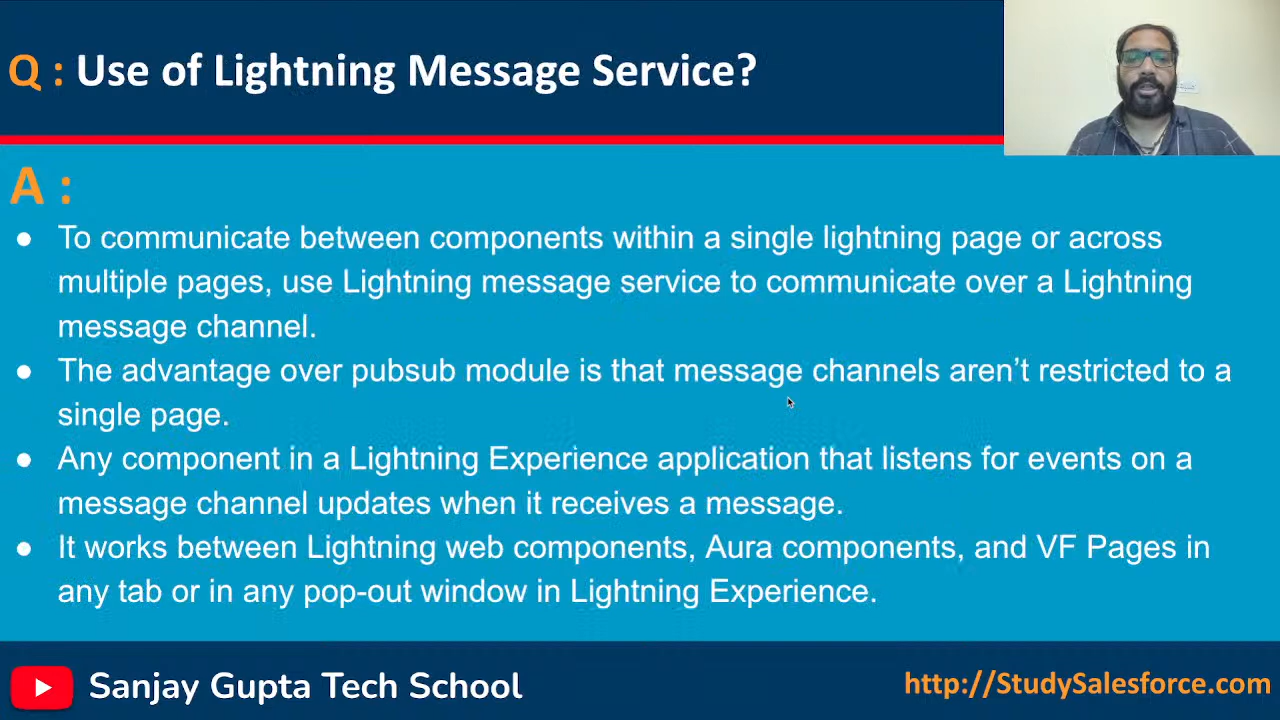 Q : Use of Lightning Message Service?
A :
● To communicate between components within a single lightning page or across
multiple pages, use Lightning message service to communicate over a Lightning
message channel.
● The advantage over pubsub module is that message channels aren’t restricted to a
single page.
● Any component in a Lightning Experience application that listens for events on a
message channel updates when it receives a message.
● It works between Lightning web components, Aura components, and VF Pages in
any tab or in any pop-out window in Lightning Experience.
Sanjay Gupta Tech School
http://StudySalesforce.com